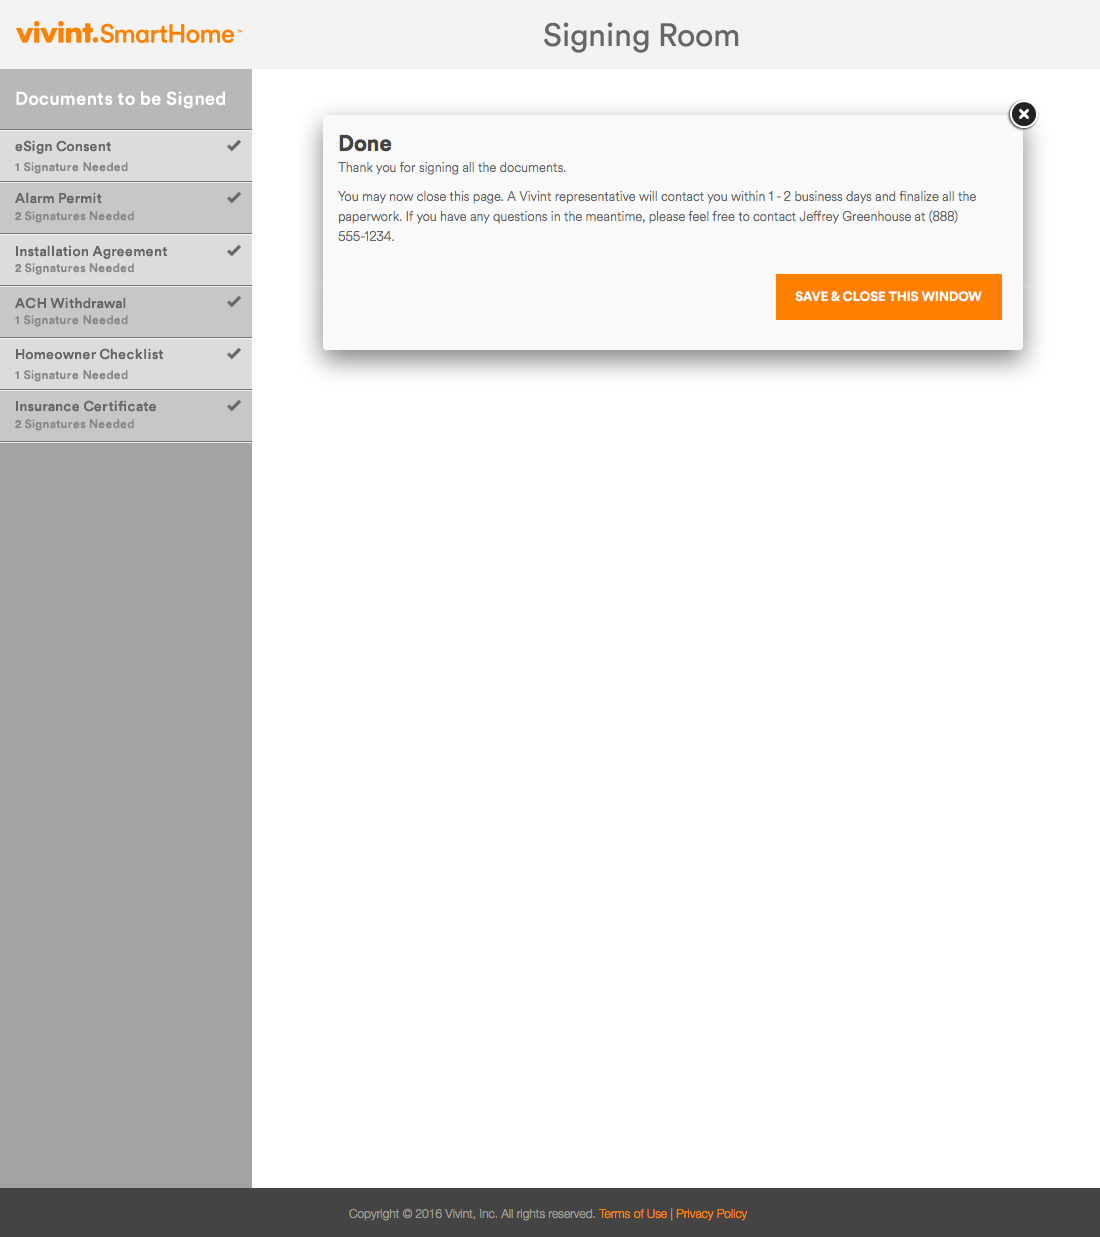 vivint.SmartHome™
Signing Room
Documents to be Signed
eSign Consent
1 Signature Needed
Alarm Permit
2 Signatures Needed
Installation Agreement
2 Signatures Needed
ACH Withdrawal
1 Signature Needed
Homeowner Checklist
1 Signature Needed
Insurance Certificate
2 Signatures Needed
Done
Thank you for signing all the documents.
You may now close this page. A Vivint representative will contact you within 1 - 2 business days and finalize all the
paperwork. If you have any questions in the meantime, please feel free to contact Jeffrey Greenhouse at (888)
555-1234.
SAVE & CLOSE THIS WINDOW
Copyright © 2016 Vivint, Inc. All rights reserved. Terms of Use | Privacy Policy